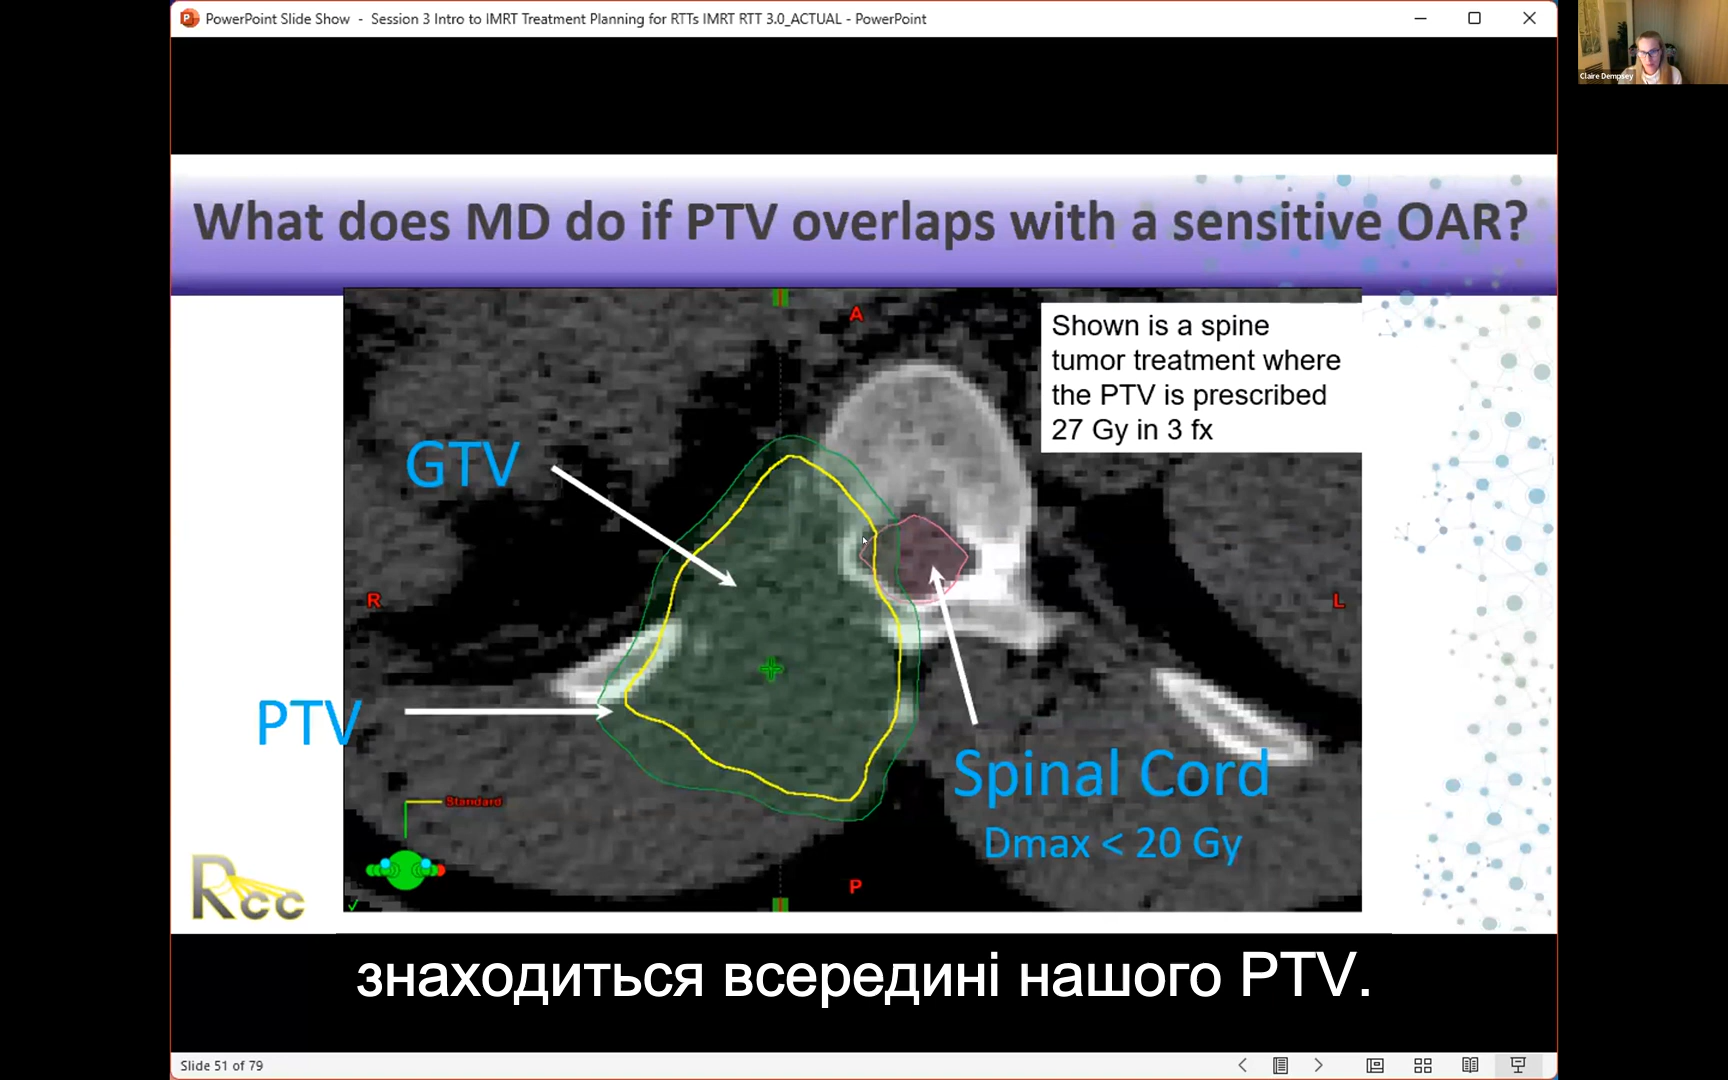 PowerPoint Slide Show - Session 3 Intro to IMRT Treatment Planning for RTTs IMRT RTT 3.0_ACTUAL - PowerPoint
Claire Dempsey
What does MD do if PTV overlaps with a sensitive OAR?
A
Shown is a spine
tumor treatment where
the PTV is prescribed
27 Gy in 3 fx
GTV
R
L
PTV
Spinal Cord
Dmax < 20 Gy
Standard
P
Rcc
знаходиться всередині нашого PTV.
Slide 51 of 79